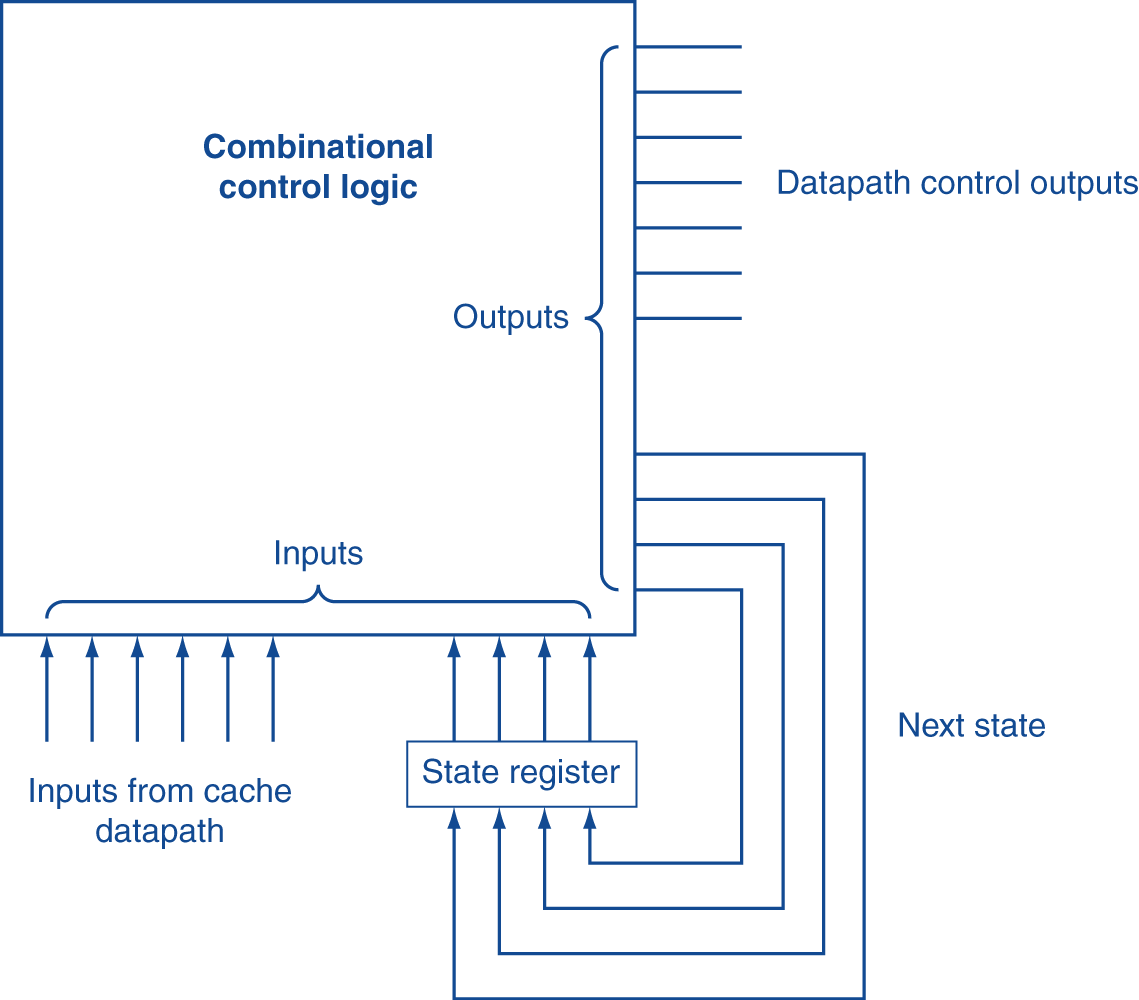 Combinational
control logic
Datapath control outputs
Outputs
Inputs
Next state
State register
Inputs from cache
datapath